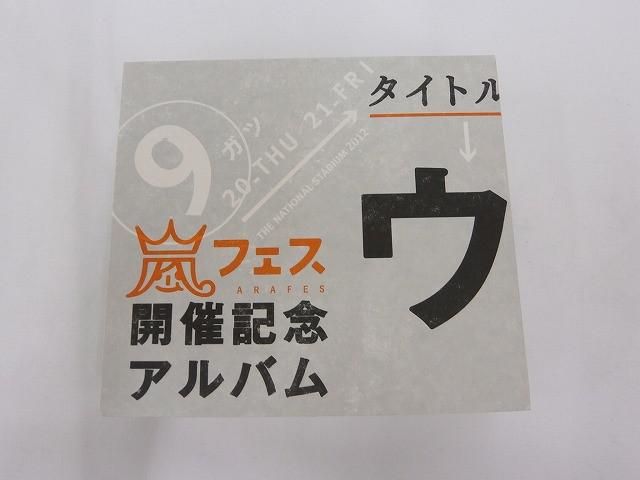 9
ガツ
20-THU 21-FRI
THE NATIONAL STADIUM 2012
タイトル
ウ
嵐フェス
ARAFES
開催記念
アルバム